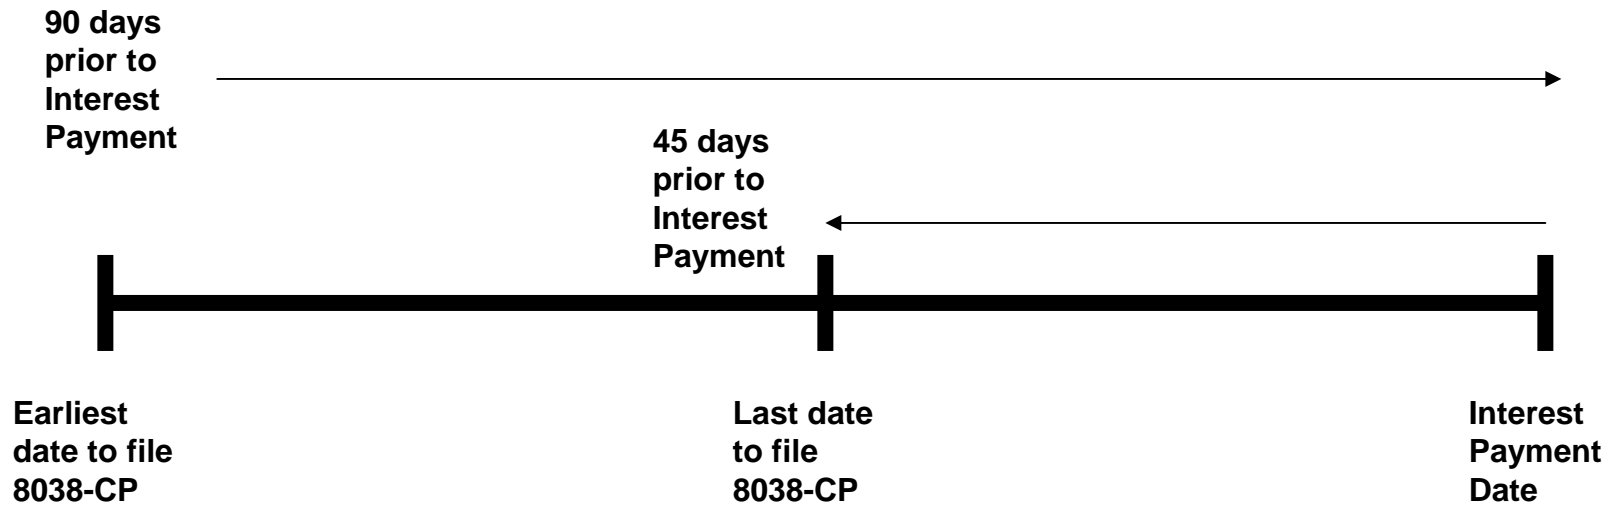 90 days
prior to
Interest
Payment
45 days
prior to
Interest
Payment
Earliest
date to file
8038-CP
Last date
to file
8038-CP
Interest
Payment
Date